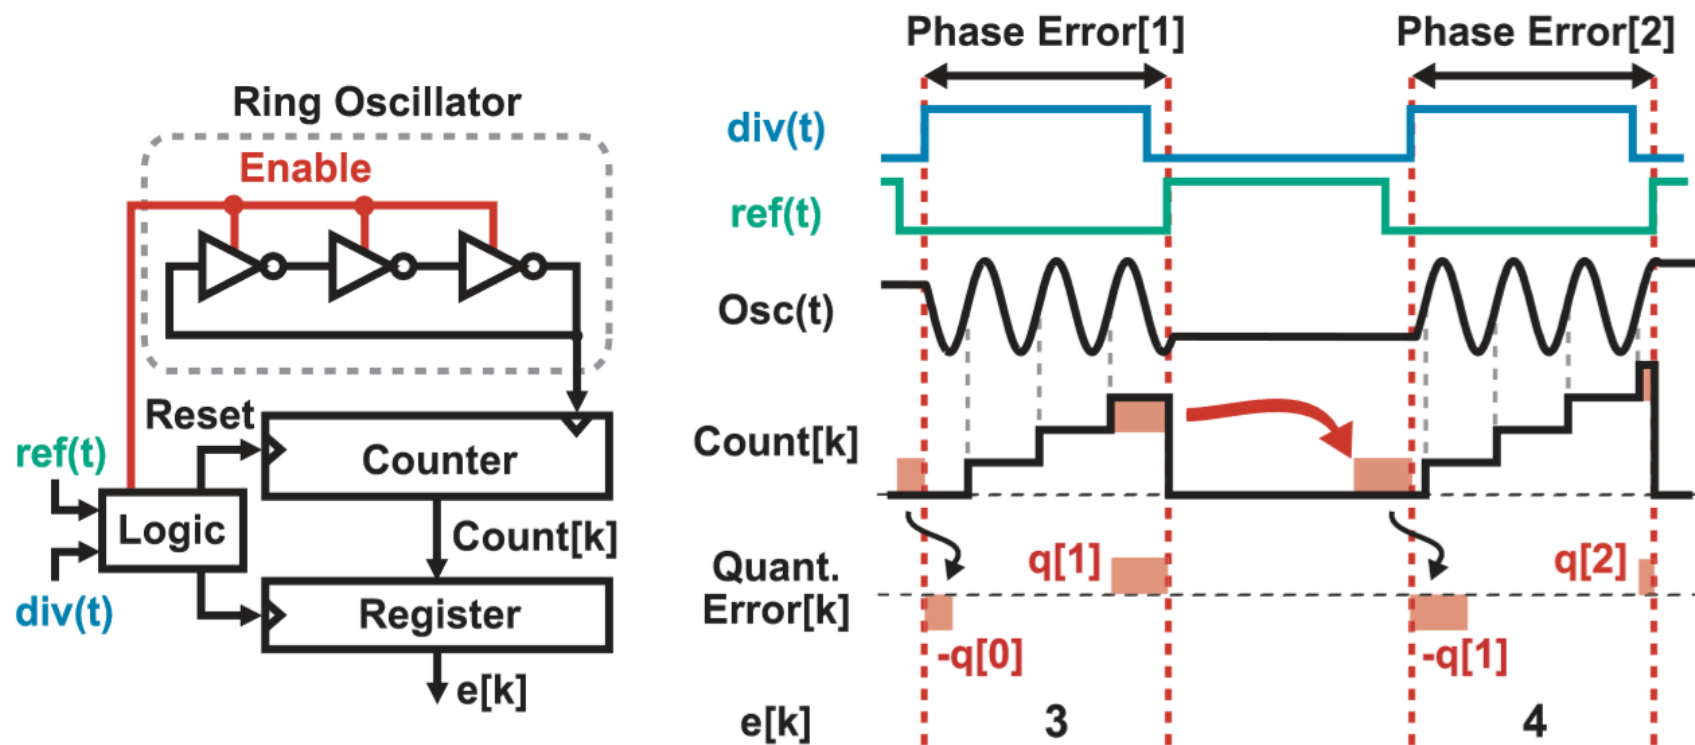 Ring Oscillator
Enable
Reset
ref(t)
Counter
Logic
Count[k]
div(t)
Register
e[k]
Phase Error[1]
Phase Error[2]
div(t)
ref(t)
Osc(t)
Count[k]
Quant.
Error[k]
q[1]
q[2]
-q[0]
-q[1]
e[k]
3
4